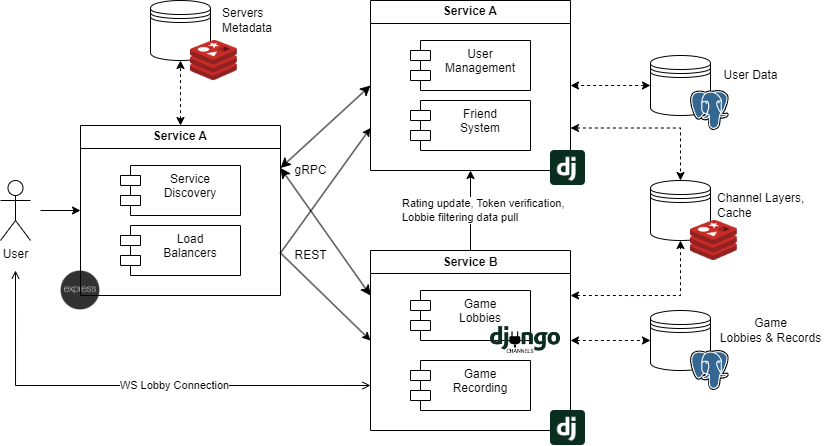 Servers
Metadata
Service A
User
Management
Friend
System
dj
User Data
Service A
Service
Discovery
Load
Balancers
express
User
gRPC
REST
Rating update, Token verification,
Lobbie filtering data pull
Channel Layers,
Cache
Service B
Game
Lobbies
django
CHANNELS
Game
Recording
dj
Game
Lobbies & Records
WS Lobby Connection